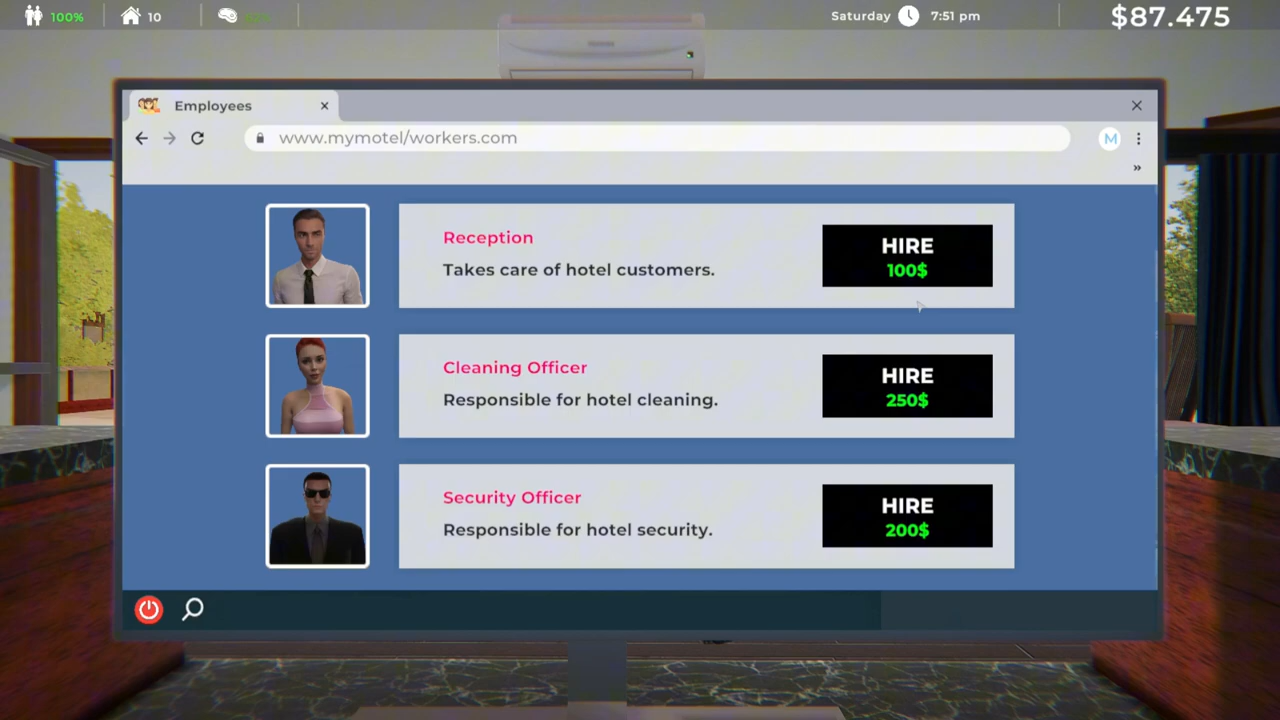 100%
10
Saturday
7:51 pm
$87.475
Employees
www.mymotel/workers.com
M
Reception
Takes care of hotel customers.
HIRE
100$
Cleaning Officer
Responsible for hotel cleaning.
HIRE
250$
Security Officer
Responsible for hotel security.
HIRE
200$